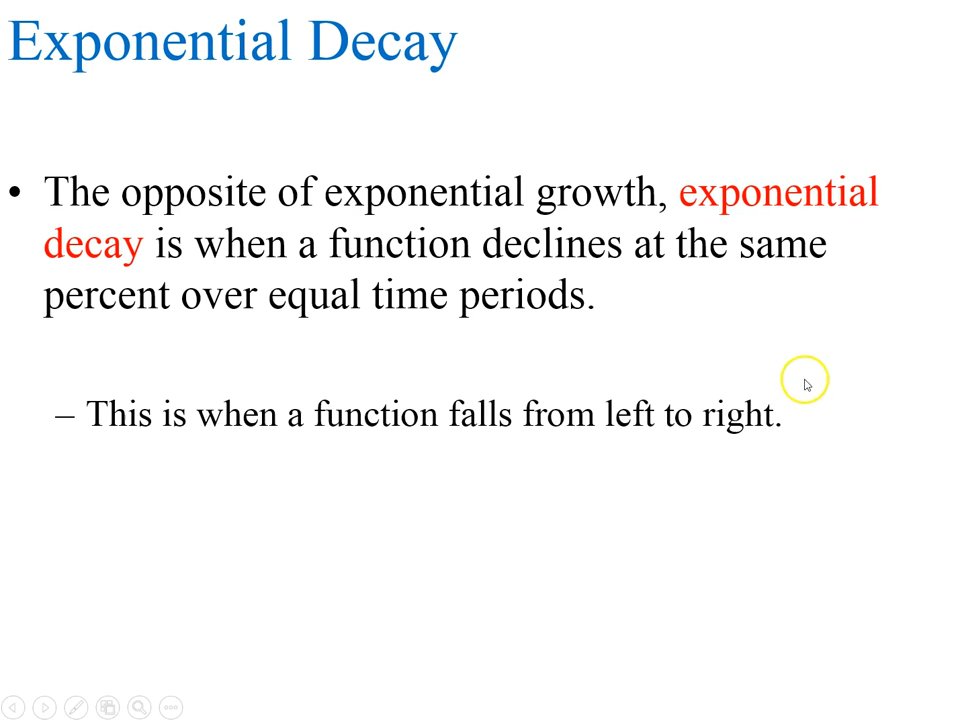 Exponential Decay
• The opposite of exponential growth, exponential
decay is when a function declines at the same
percent over equal time periods.
– This is when a function falls from left to right.